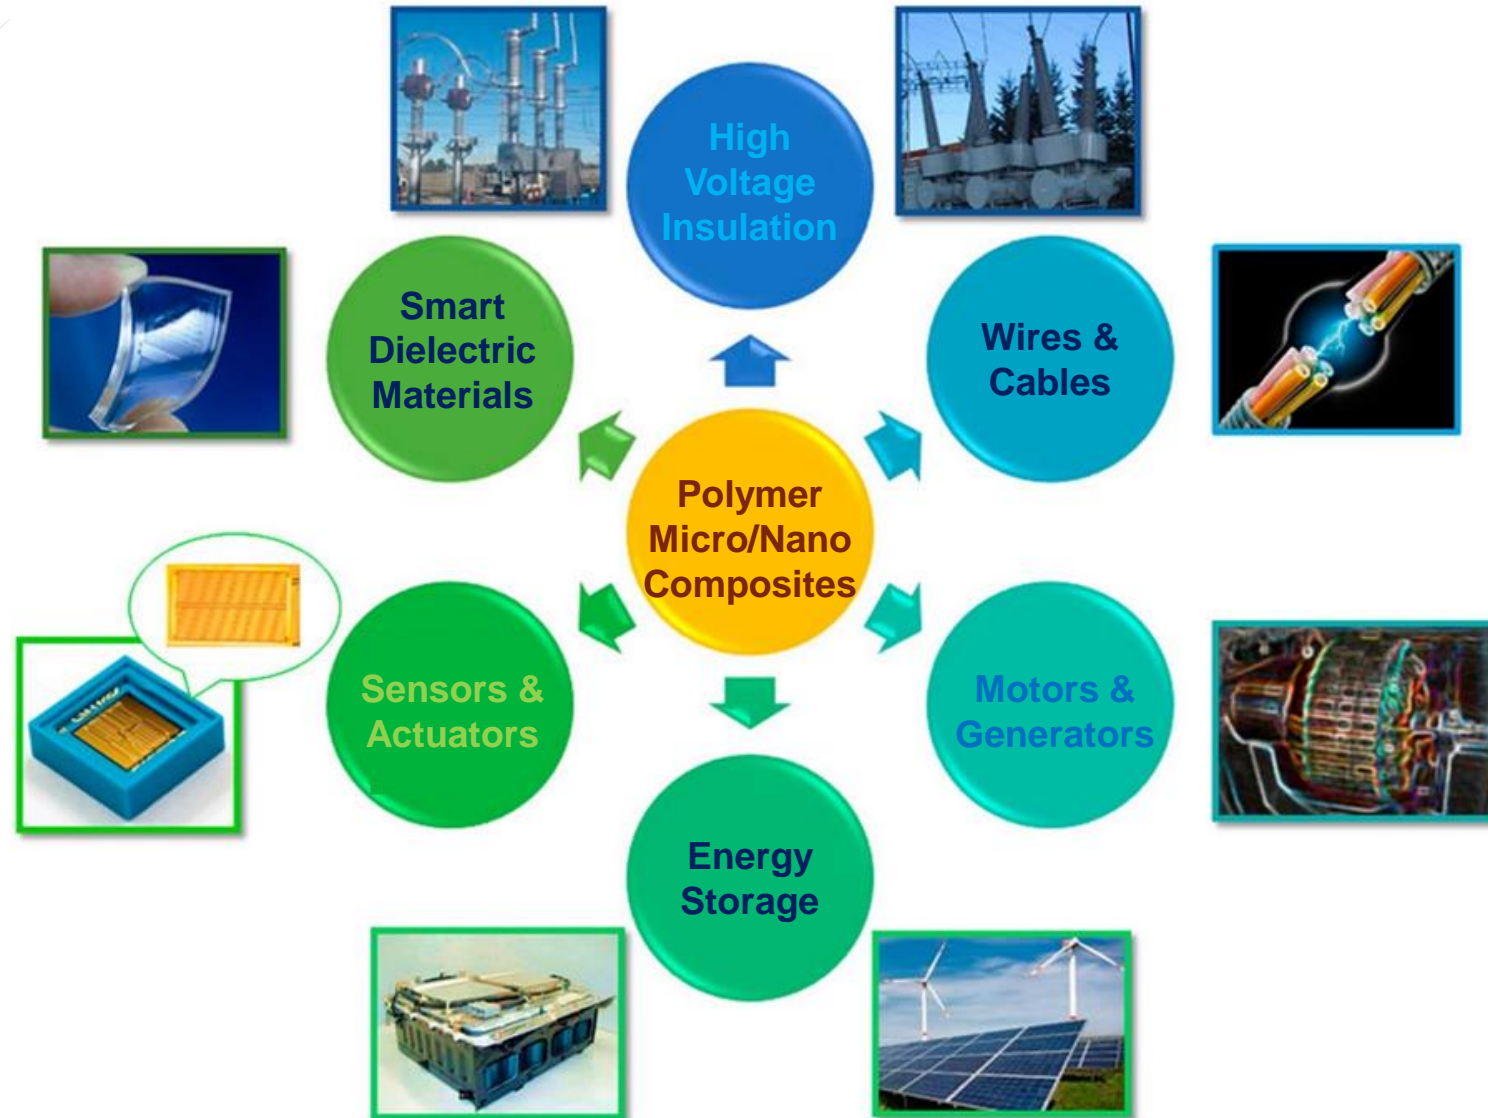 High
Voltage
Insulation
Smart
Dielectric
Materials
Wires &
Cables
Polymer
Micro/Nano
Composites
Sensors &
Actuators
Motors &
Generators
Energy
Storage